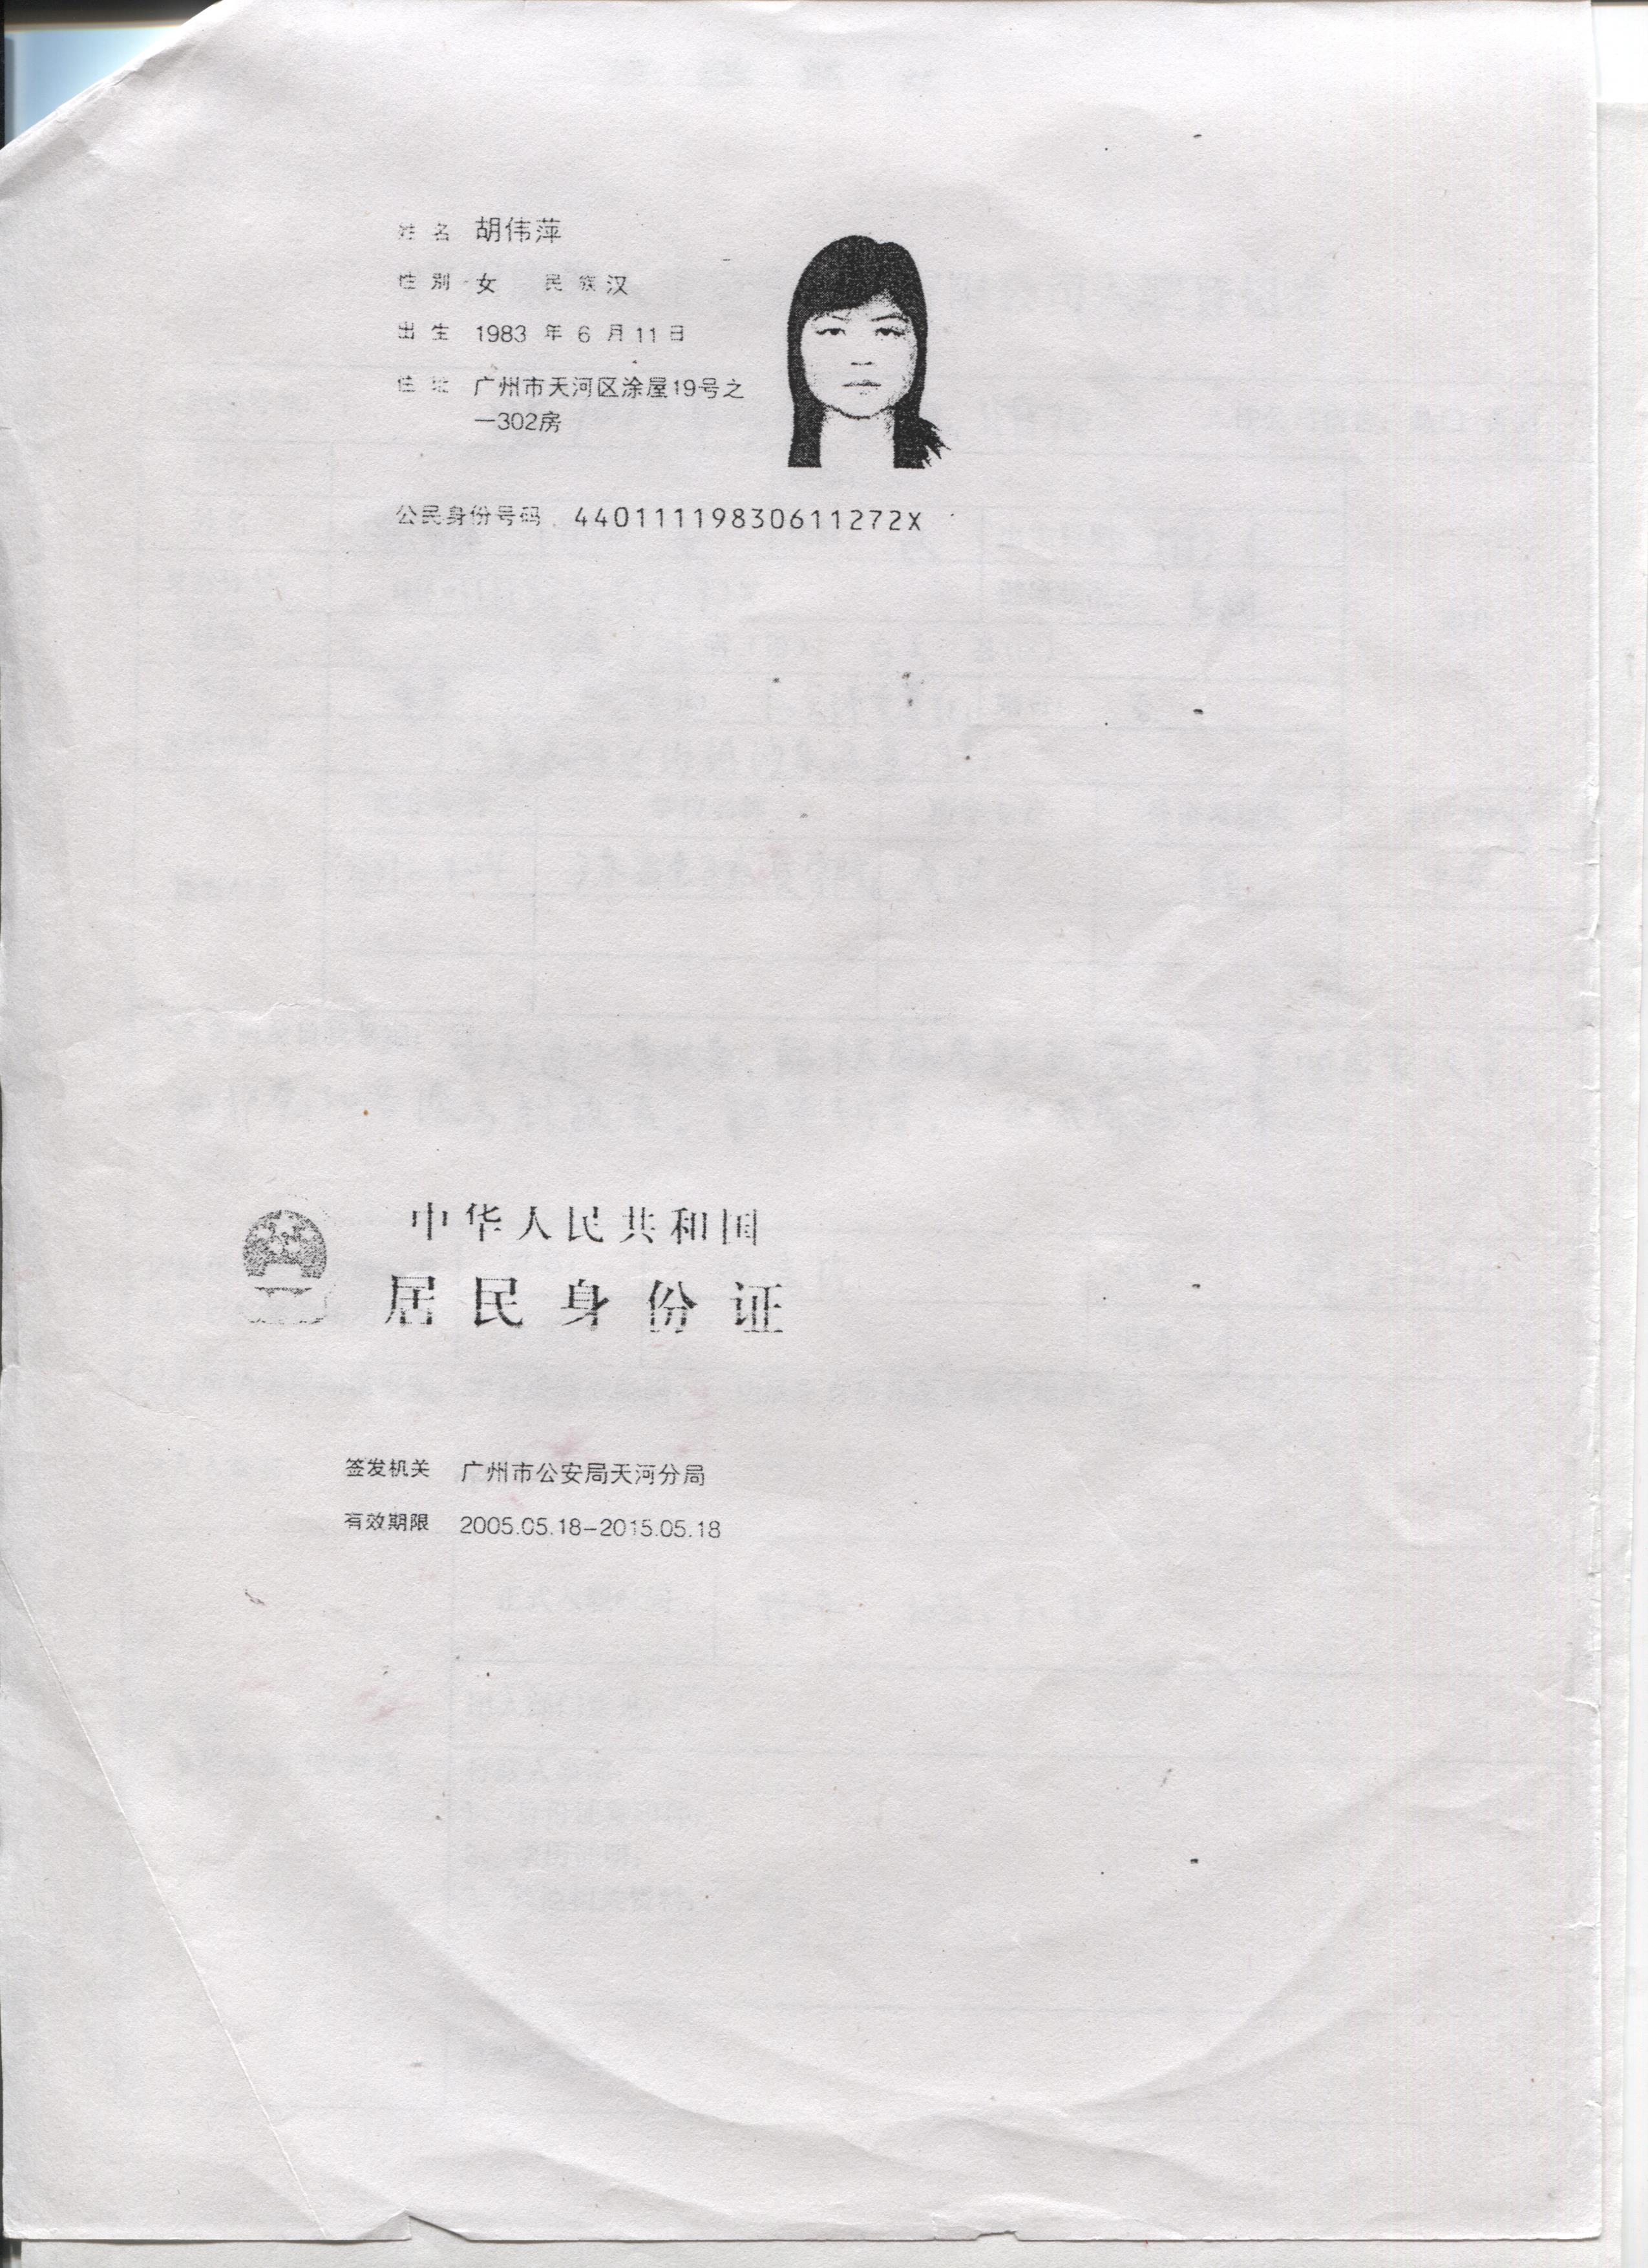 姓名 胡伟萍
性别 女 民族 汉
出生 1983 年 6 月 11 日
住址 广州市天河区涂屋19号之
一302房
公民身份号码 44011119830611272X
中华人民共和国
居民身份证
签发机关 广州市公安局天河分局
有效期限 2005.05.18-2015.05.18